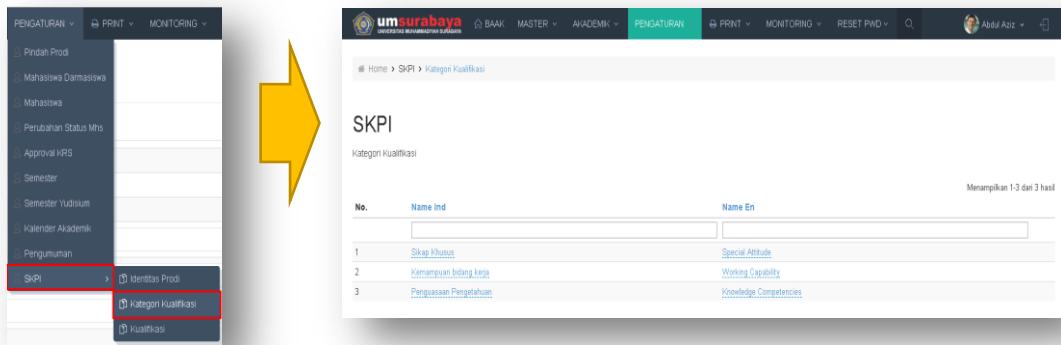 PENGATURAN PRINT MONITORING
Pindah Prodi
Mahasiswa Darmasiswa
Mahasiswa
Perubahan Status Mhs
Approval KRS
Semester
Semester Yudisium
Kalender Akademik
Pengumuman
SKPI > Identitas Prodi
Kategori Kualifikasi
Kualifikasi
umsurabaya BAAK MASTER AKADEMIK PENGATURAN PRINT MONITORING RESET PWD Abdul Aziz
UNIVERSITAS MUHAMMADIYAH SURABAYA
Home > SKPI > Kategori Kualifikasi
SKPI
Kategori Kualifikasi
Menampilkan 1-3 dari 3 hasil
No. Name Ind Name En
1 Sikap Khusus Special Attitude
2 Kemampuan bidang kerja Working Capability
3 Penguasaan Pengetahuan Knowledge Competencies